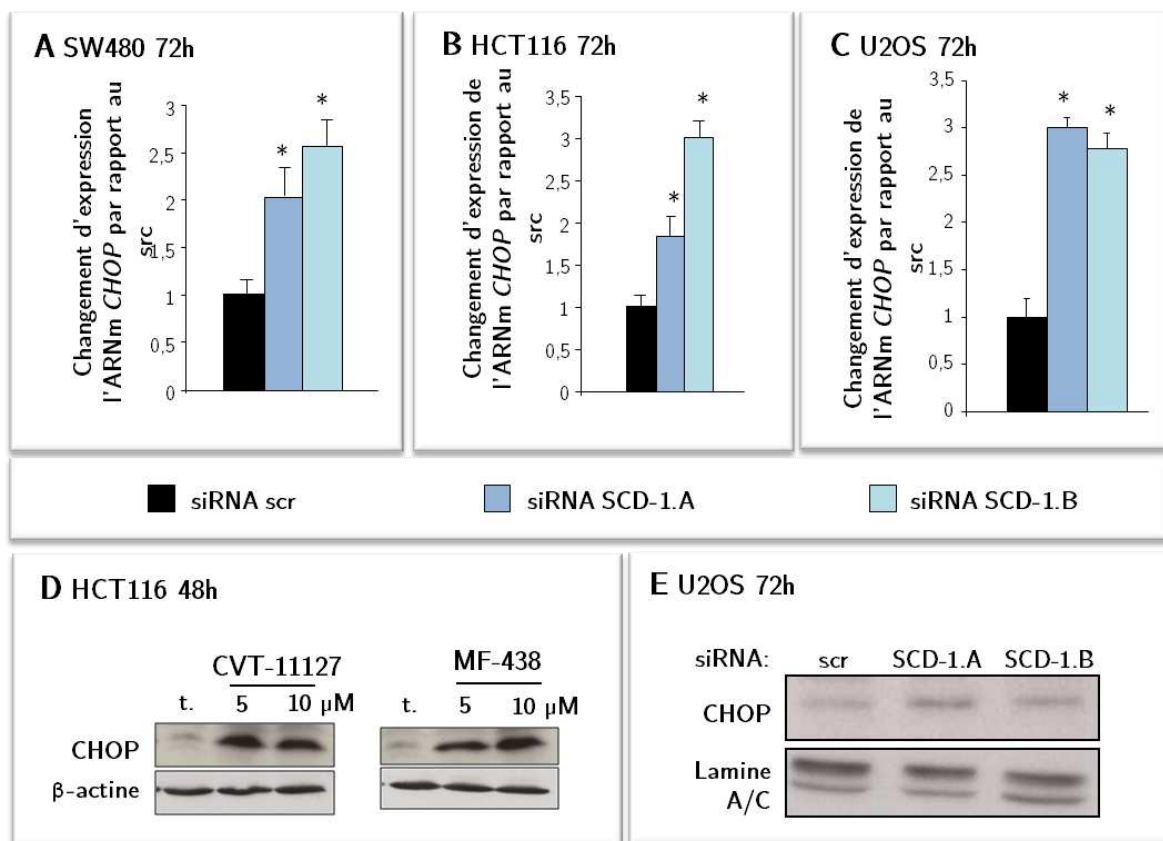 A SW480 72h
Changement d'expression
l'ARNm CHOP par rapport au
src
3
2,5
2
1,5
1
0,5
0
*
*
B HCT116 72h
Changement d'expression de
l'ARNm CHOP par rapport au
src
3,5
3
2,5
2
1,5
1
0,5
0
*
*
C U2OS 72h
Changement d'expression de
l'ARNm CHOP par rapport au
src
3,5
3
2,5
2
1,5
1
0,5
0
*
*
siRNA scr
siRNA SCD-1.A
siRNA SCD-1.B
D HCT116 48h
CVT-11127
MF-438
t. 5 10 µM
t. 5 10 µM
CHOP
β-actine
E U2OS 72h
siRNA: scr SCD-1.A SCD-1.B
CHOP
Lamine
A/C